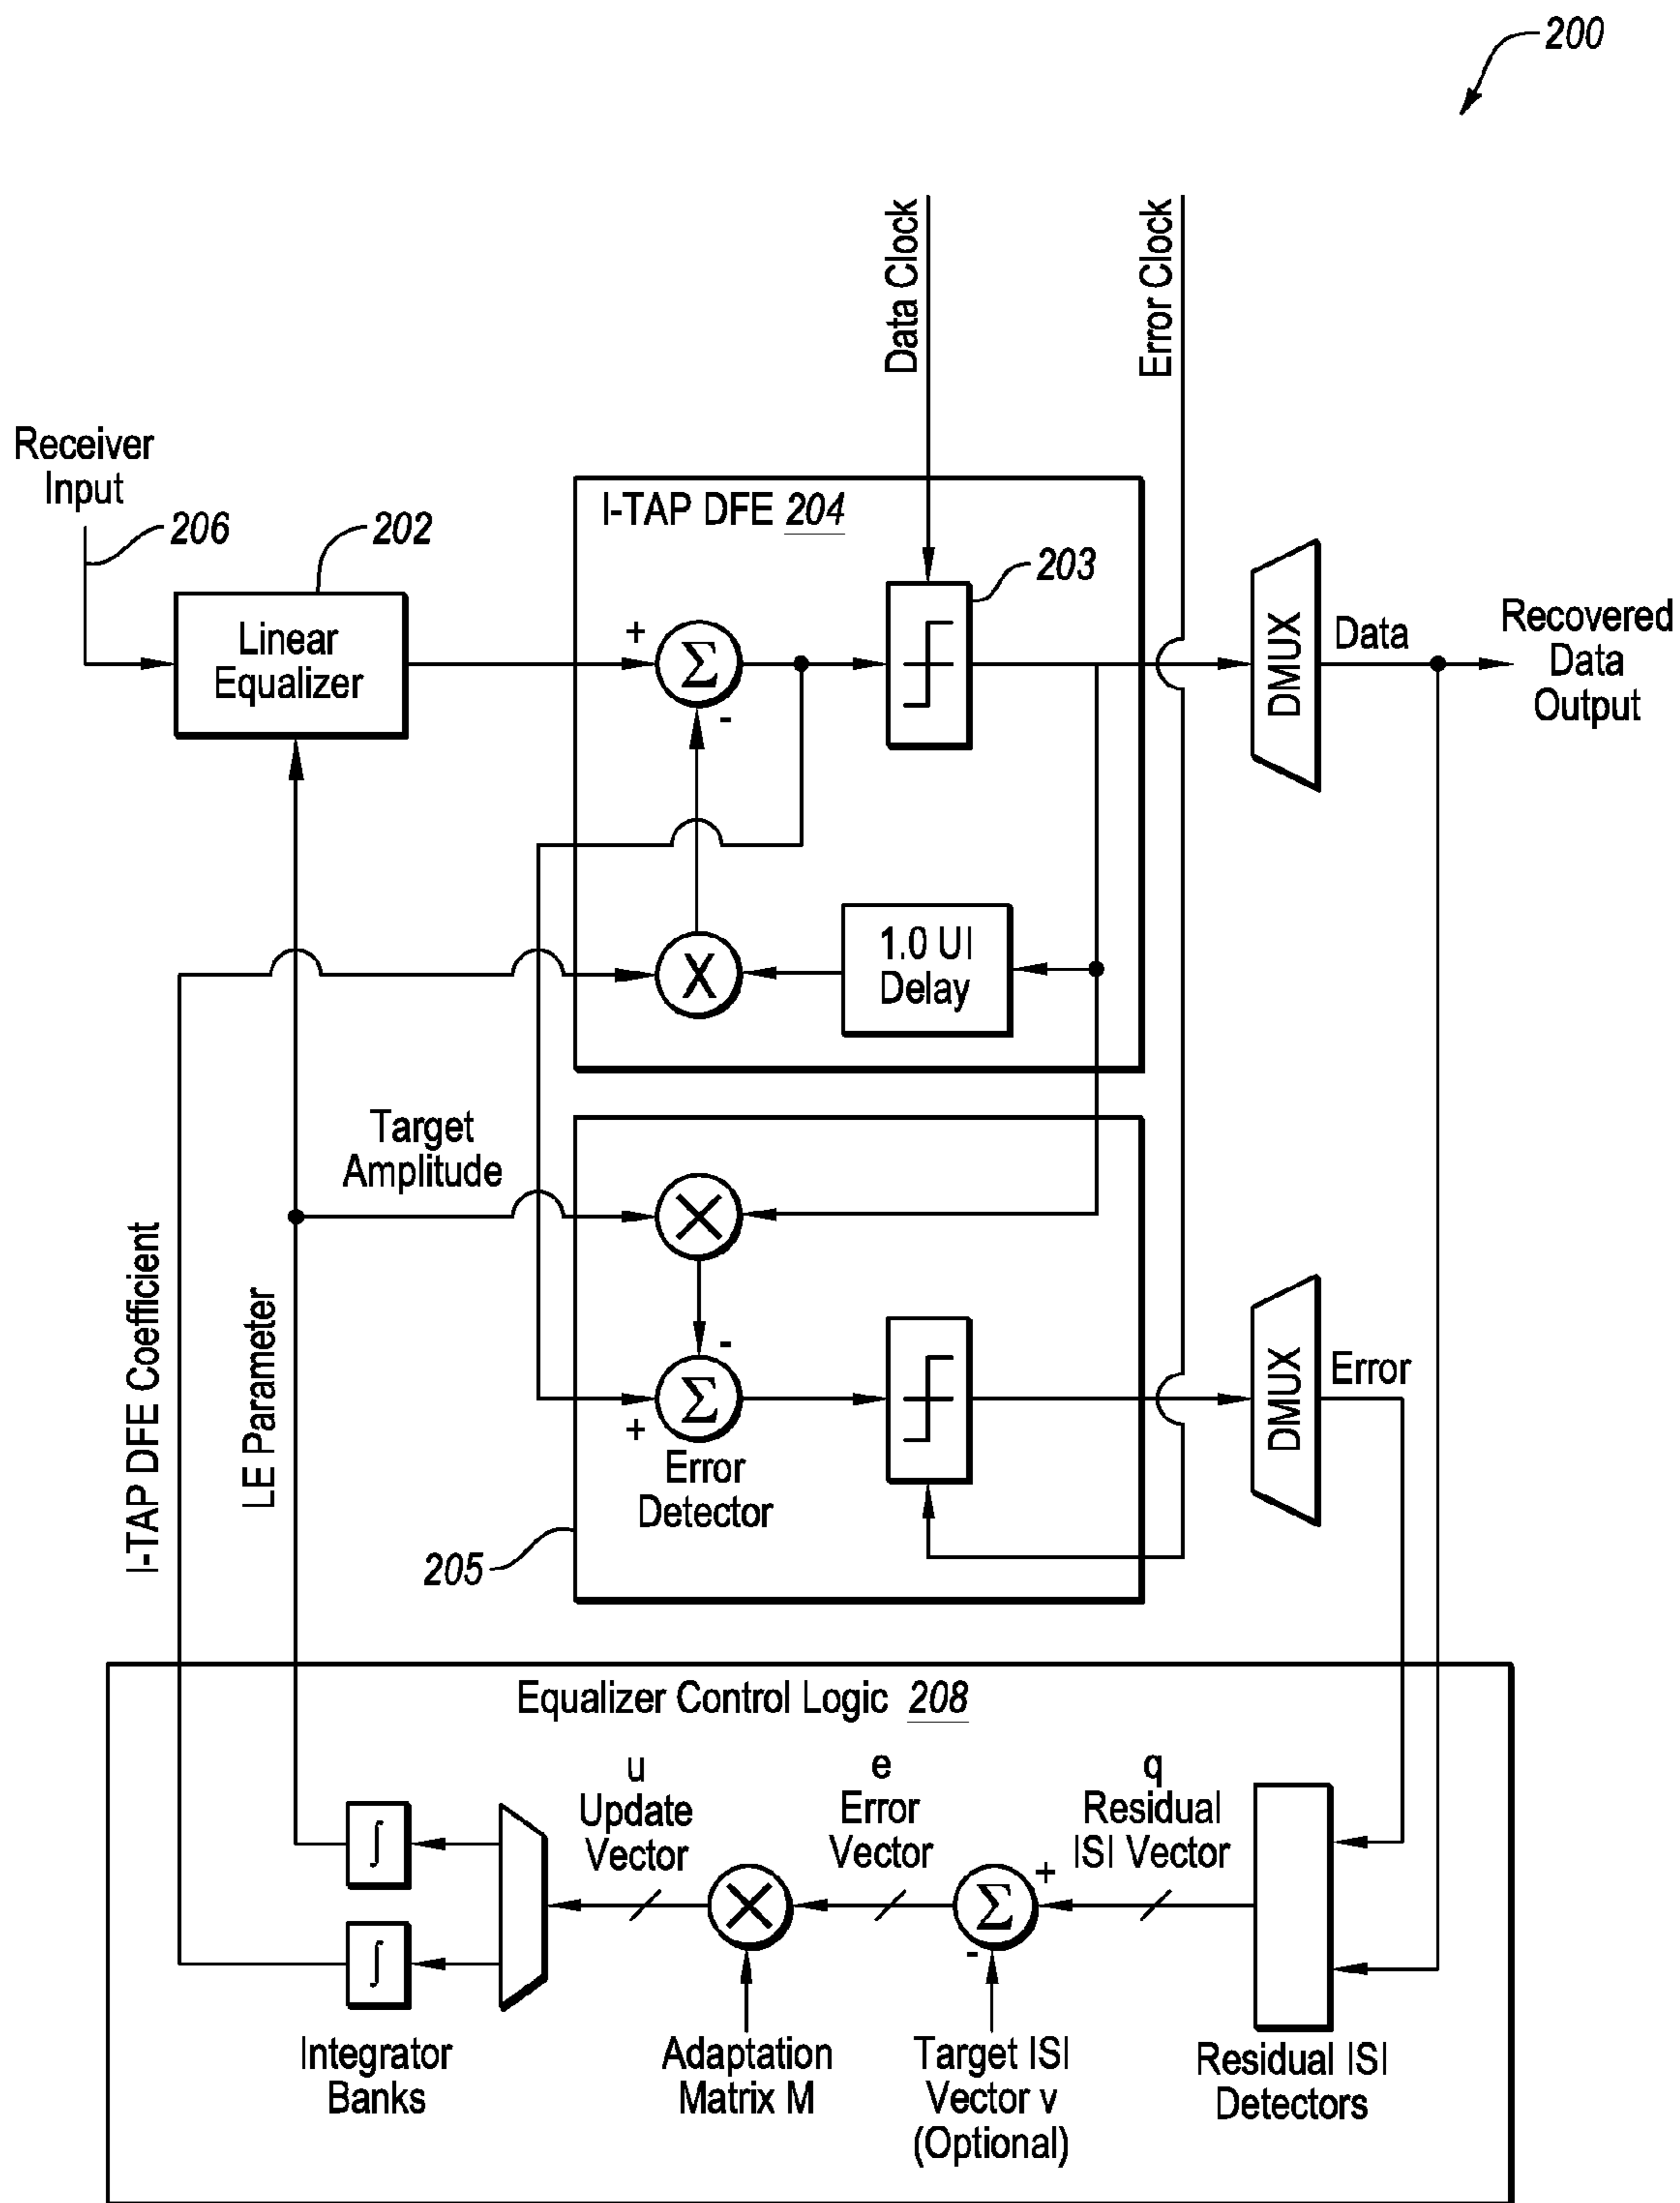 200
Data Clock
Error Clock
Receiver
Input
206
202
I-TAP DFE 204
203
Linear
Equalizer
+
Σ
-
DMUX
Data
Recovered
Data
Output
X
1.0 UI
Delay
Target
Amplitude
I-TAP DFE Coefficient
LE Parameter
-
Σ
+
Error
Detector
DMUX
Error
205
Equalizer Control Logic 208
u
Update
Vector
e
Error
Vector
q
Residual
ISI Vector
∫
∫
Σ
+
-
Integrator
Banks
Adaptation
Matrix M
Target ISI
Vector v
(Optional)
Residual ISI
Detectors